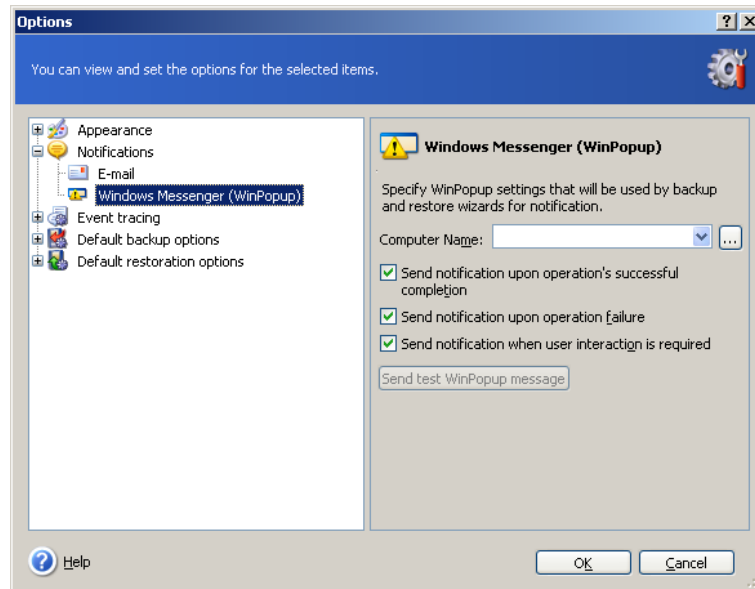 Options
You can view and set the options for the selected items.
Appearance
Notifications
E-mail
Windows Messenger (WinPopup)
Event tracing
Default backup options
Default restoration options
Windows Messenger (WinPopup)
Specify WinPopup settings that will be used by backup
and restore wizards for notification.
Computer Name:
...
Send notification upon operation's successful
completion
Send notification upon operation failure
Send notification when user interaction is required
Send test WinPopup message
Help
OK
Cancel